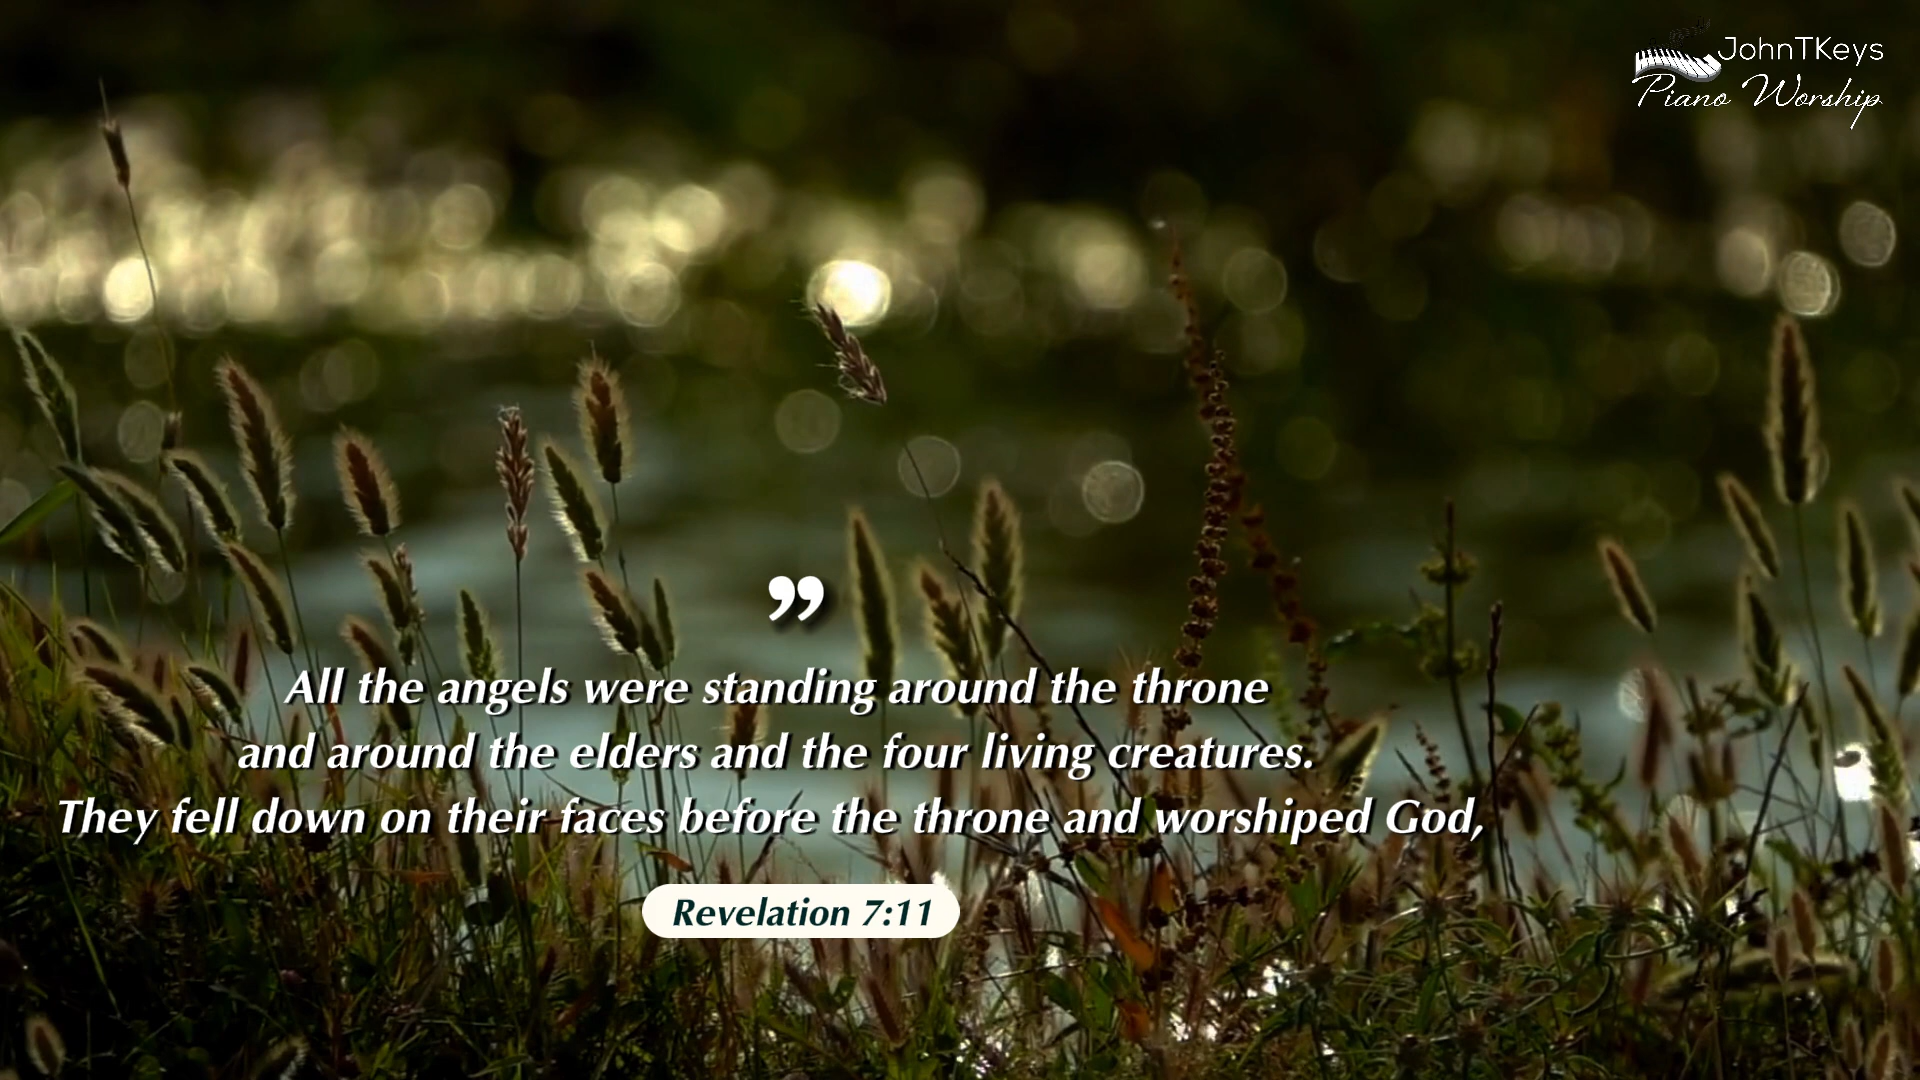 JohnTKeys
Piano Worship
”
All the angels were standing around the throne
and around the elders and the four living creatures.
They fell down on their faces before the throne and worshiped God,
Revelation 7:11